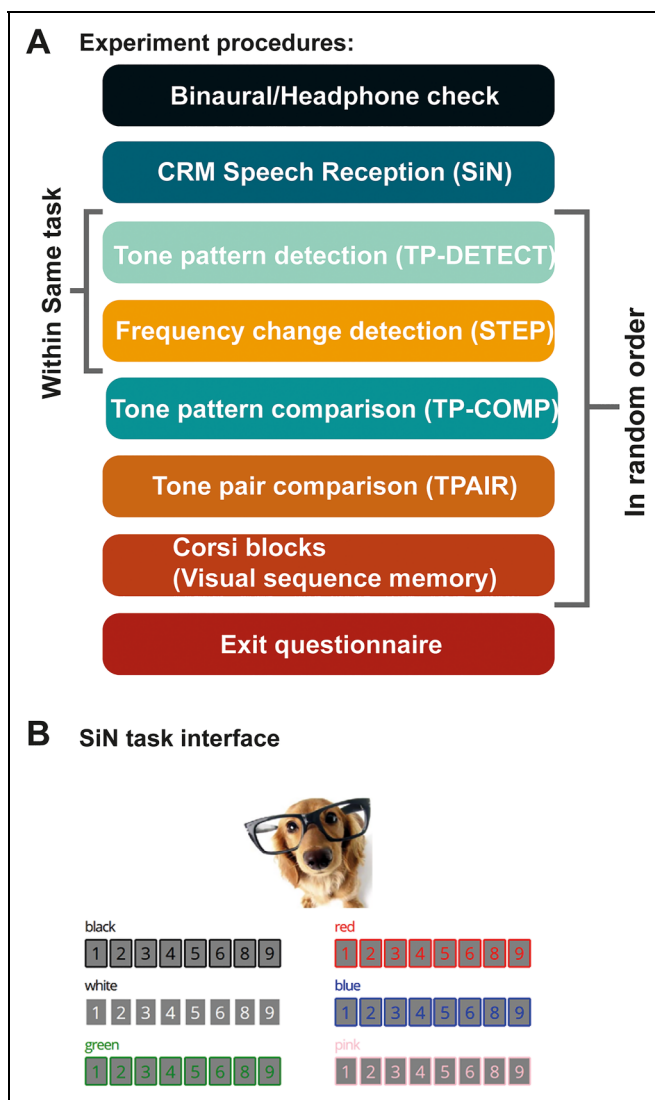 A Experiment procedures:
Binaural/Headphone check
CRM Speech Reception (SiN)
Within Same task
Tone pattern detection (TP-DETECT)
Frequency change detection (STEP)
Tone pattern comparison (TP-COMP)
Tone pair comparison (TPAIR)
Corsi blocks
(Visual sequence memory)
In random order
Exit questionnaire
B SiN task interface
black
1 2 3 4 5 6 8 9
red
1 2 3 4 5 6 8 9
white
1 2 3 4 5 6 8 9
blue
1 2 3 4 5 6 8 9
green
1 2 3 4 5 6 8 9
pink
1 2 3 4 5 6 8 9